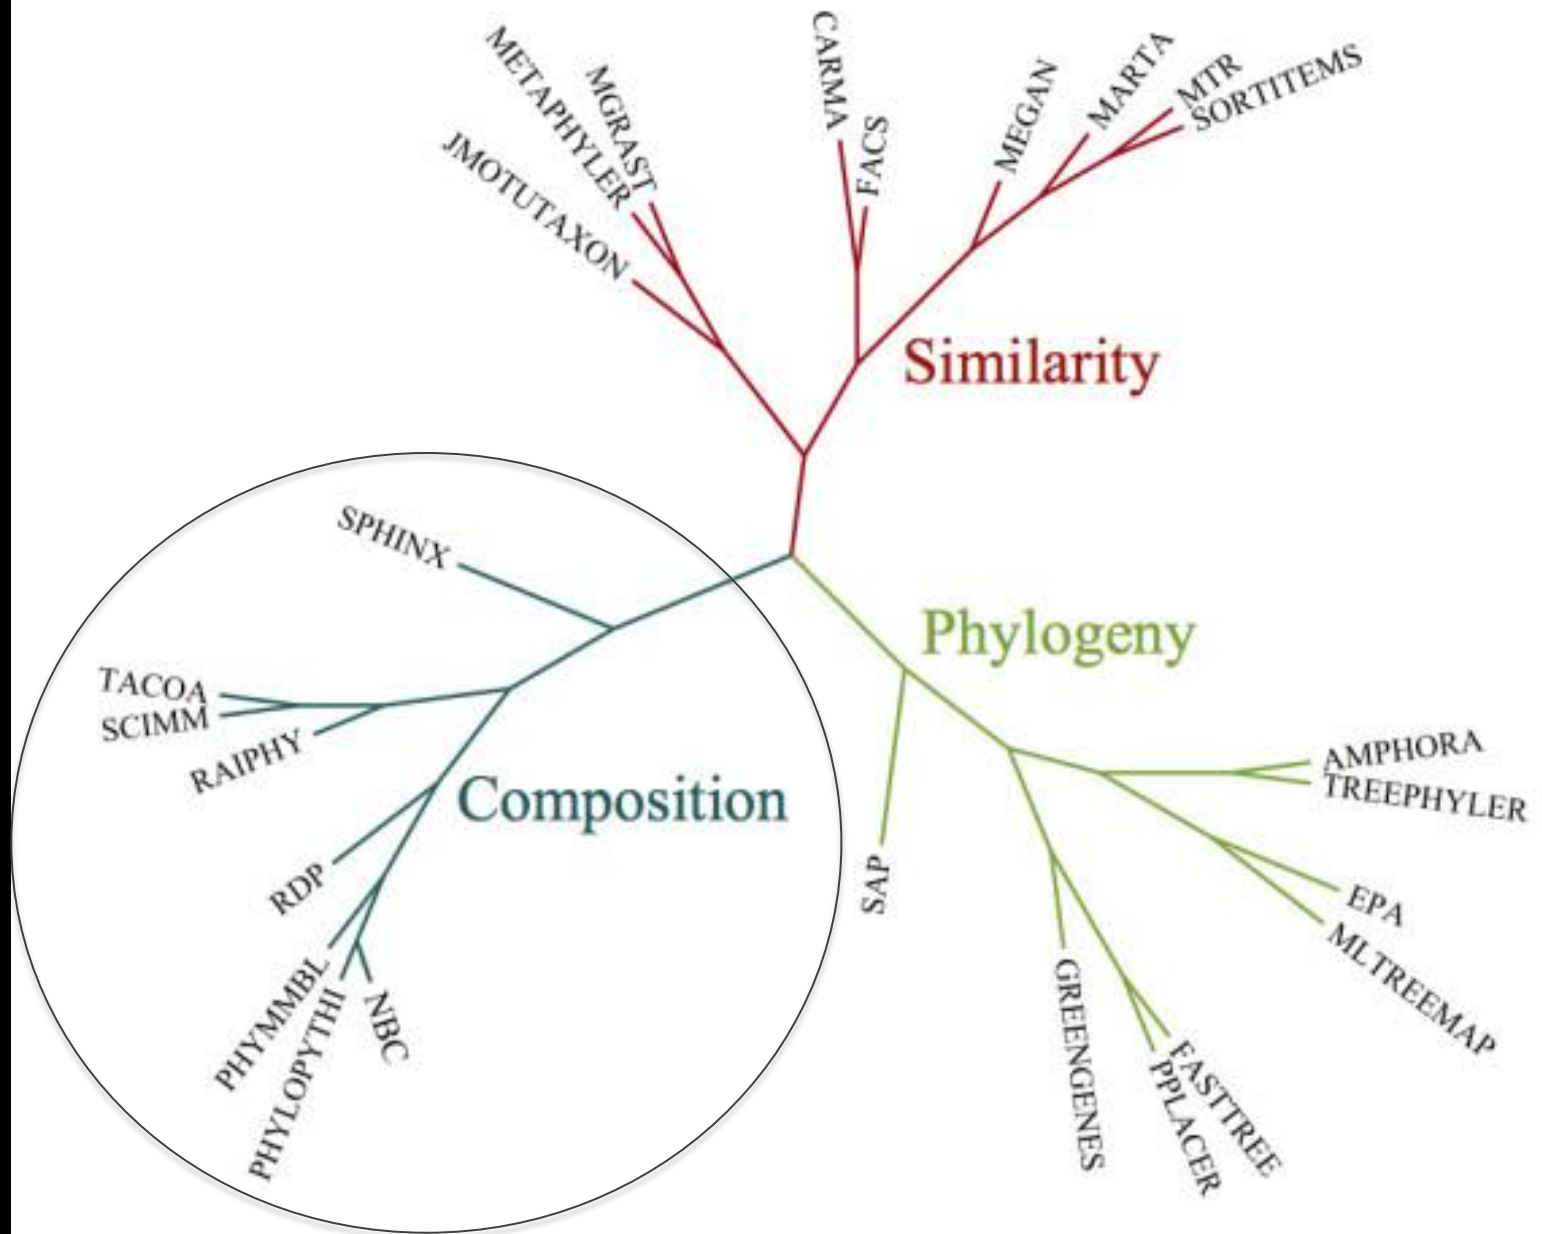 CARMA
METAPHYLER
MGRAST
FACS
MEGAN
MARTA
MTR
SORTITEMS
JMOTUTAXON
Similarity
SPHINX
Phylogeny
TACOA
SCIMM
RAIPHY
Composition
AMPHORA
TREEPHYLER
RDP
SAP
EPA
MLTREEMAP
PHYMMBL
PHYLOPYTHI
NBC
GREENGENES
FASTTREE
PPLACER